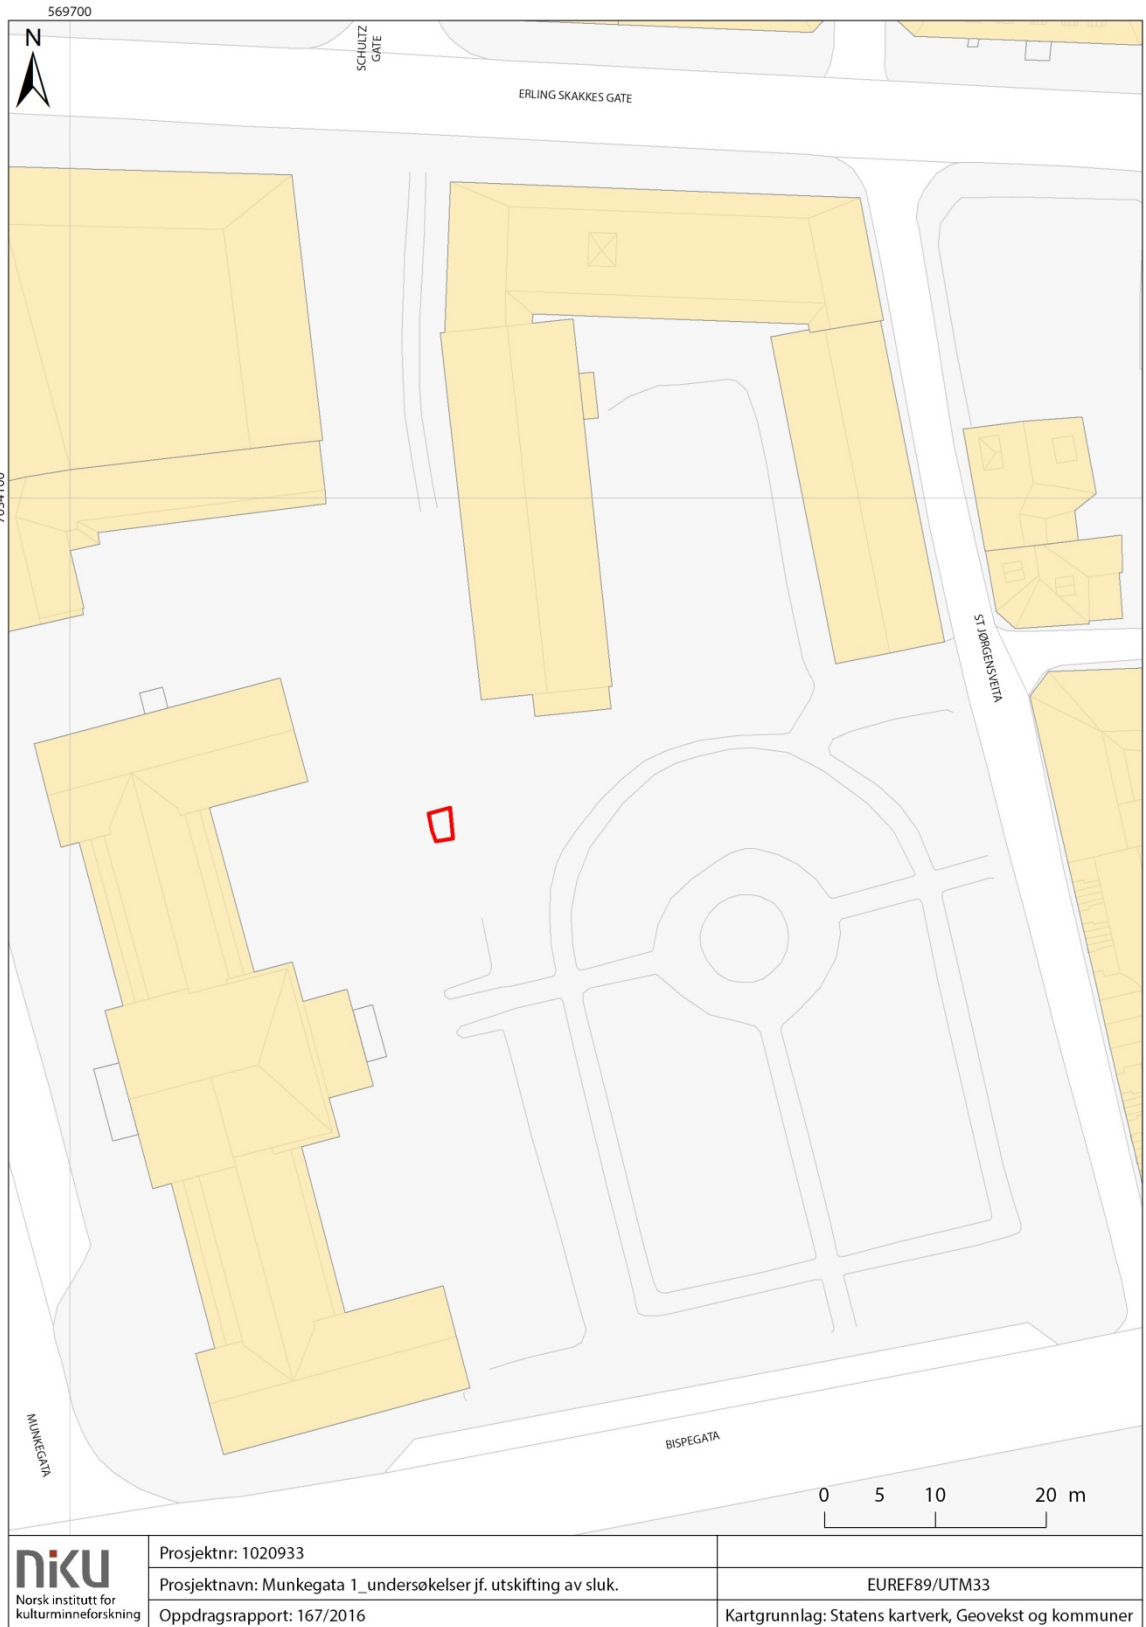 569700
N
SCHULTZ
GATE
ERLING SKAKKES GATE
ST JØRGENSVEITA
MUNKEGATA
BISPEGATA
0 5 10 20 m
niku
Norsk institutt for
kulturminneforskning
Prosjektnr: 1020933
Prosjektnavn: Munkegata 1_undersøkelser jf. utskifting av sluk.
EUREF89/UTM33
Oppdragsrapport: 167/2016
Kartgrunnlag: Statens kartverk, Geovekst og kommuner